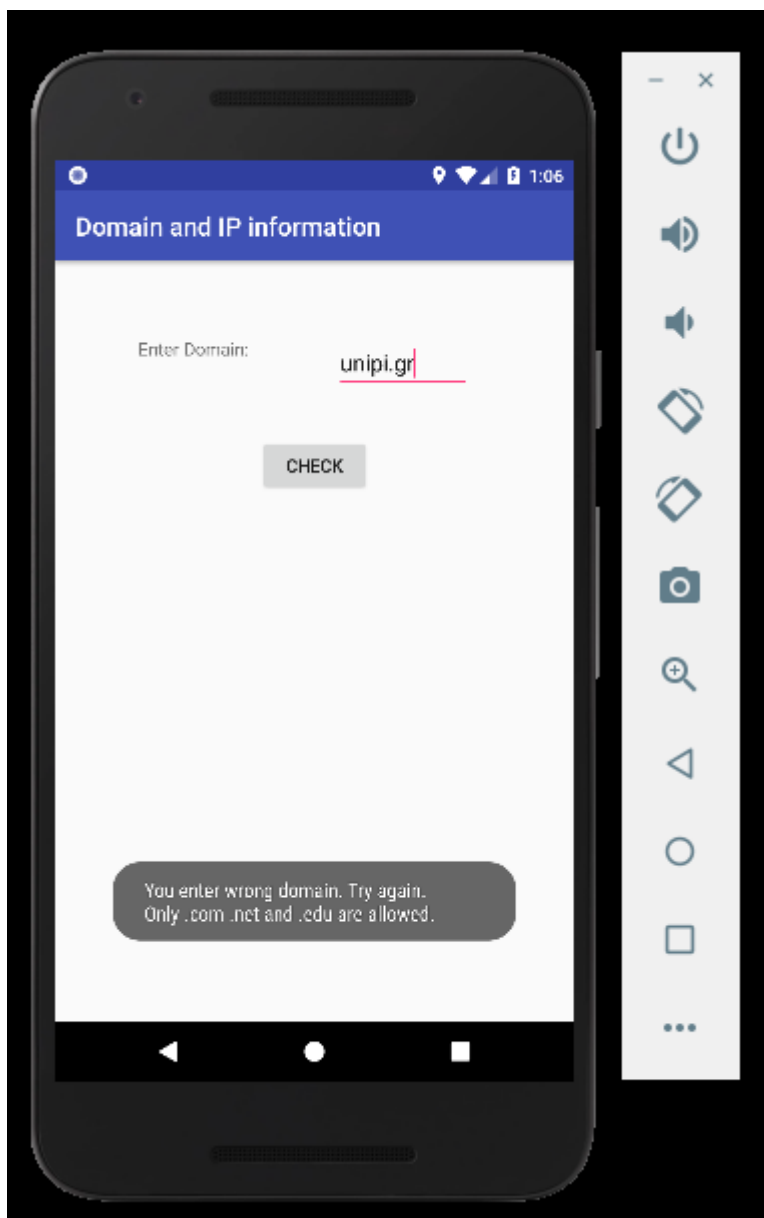 1:06
Domain and IP information
Enter Domain:
unipi.gr
CHECK
You enter wrong domain. Try again.
Only .com .net and .edu are allowed.